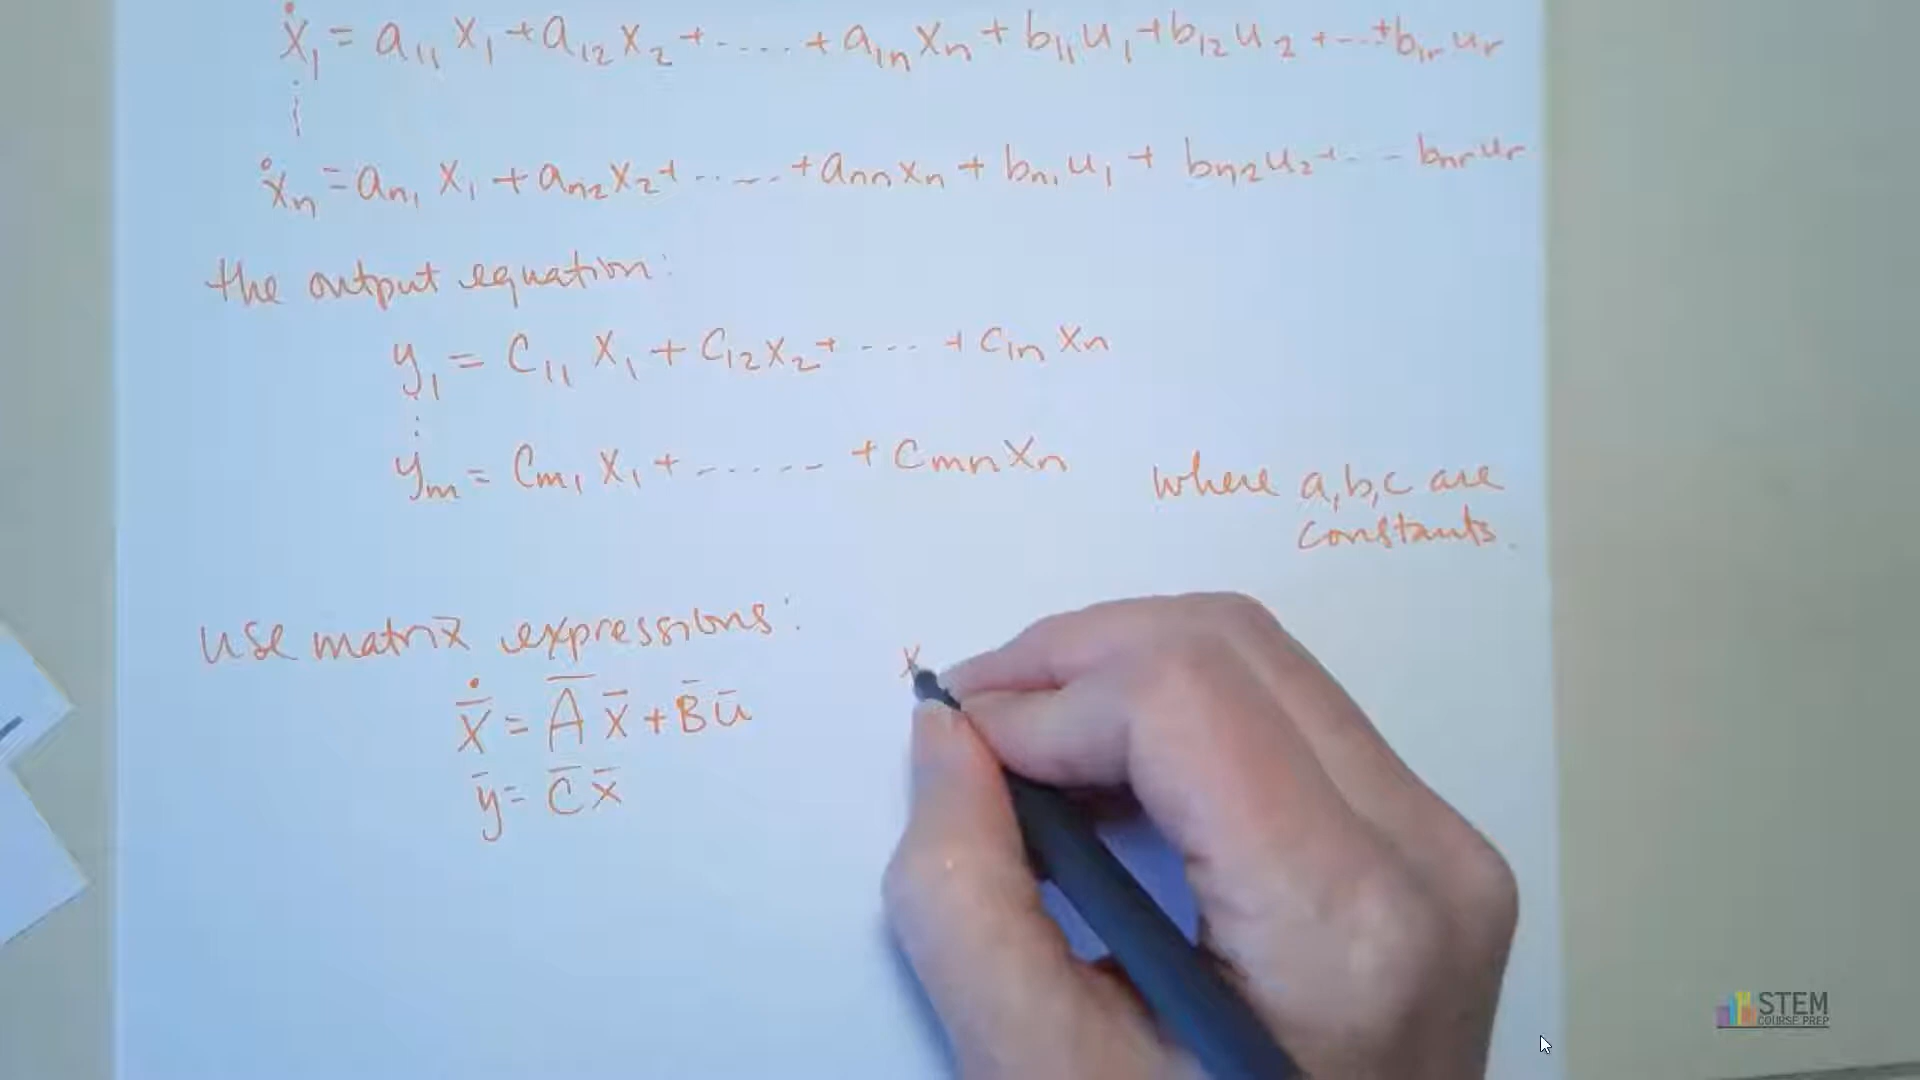 ẋ₁ = a₁₁ x₁ + a₁₂ x₂ + ..... + a₁ₙ xₙ + b₁₁ u₁ + b₁₂ u₂ + ... + b₁ᵣ uᵣ
⋮
ẋₙ = aₙ₁ x₁ + aₙ₂ x₂ + ...... + aₙₙ xₙ + bₙ₁ u₁ + bₙ₂ u₂ + ... bₙᵣ uᵣ
the output equation:
y₁ = C₁₁ x₁ + C₁₂ x₂ + ... + C₁ₙ xₙ
⋮
yₘ = Cₘ₁ x₁ + ...... + Cₘₙ xₙ
where a, b, c are
constants.
use matrix expressions:
x
x̄̇ = Ā x̄ + B̄ ū
ȳ = C̄ x̄
STEM
COURSE PREP